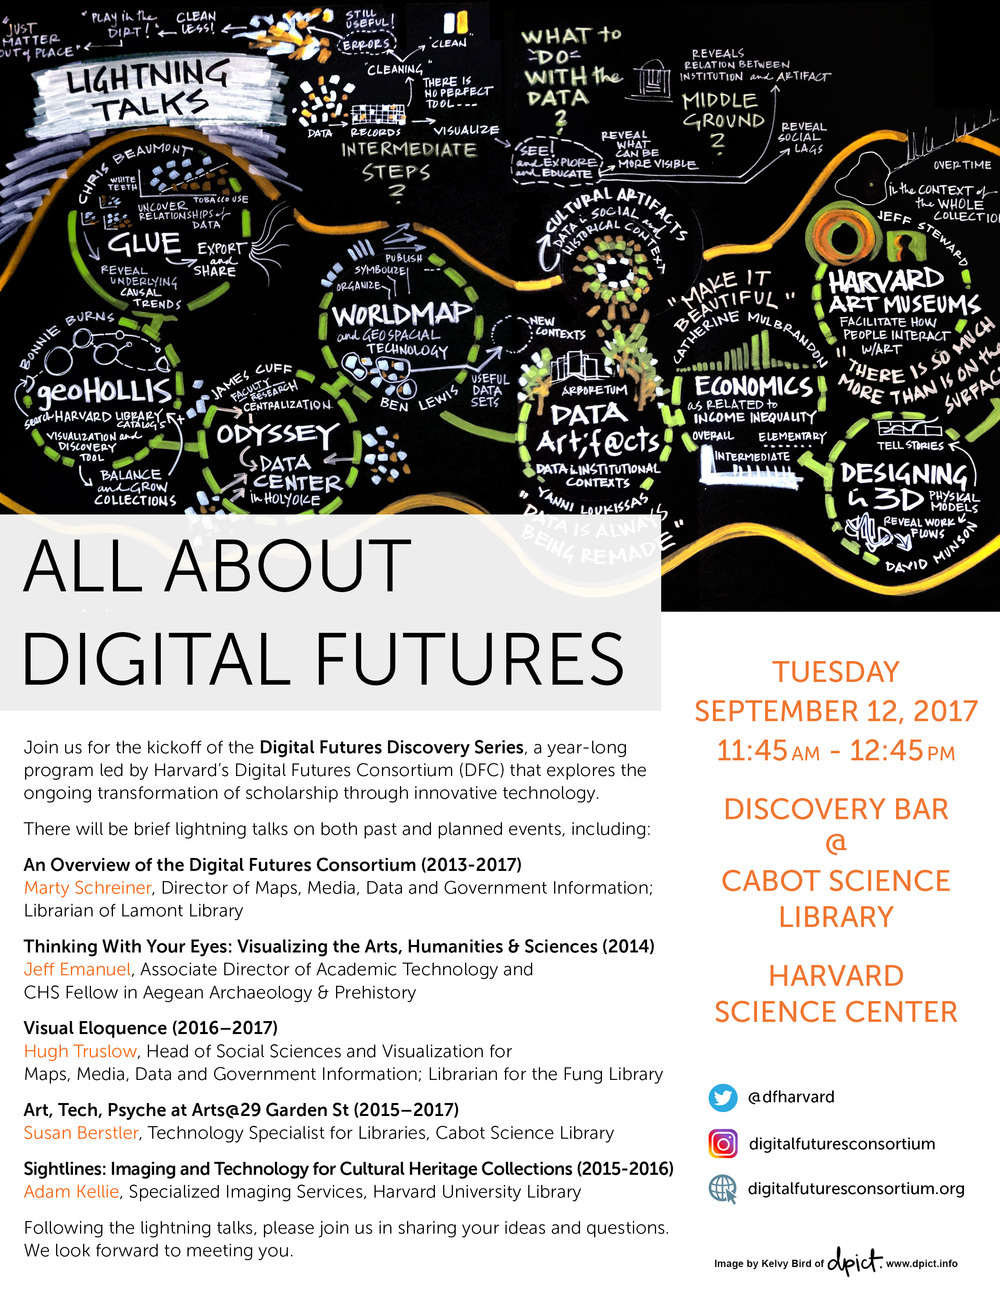 "JUST
MATTER
OUT of PLACE"
"PLAY in the
DIRT!"
CLEAN
LESS!
STILL
USEFUL!
ERRORS
"CLEAN"
"CLEANING"
THERE IS
NO PERFECT
TOOL
DATA
RECORDS
VISUALIZE
INTERMEDIATE
STEPS
?
LIGHTNING
TALKS
WHAT to
DO
WITH the
DATA
?
SEE!
and EXPLORE
and EDUCATE
REVEAL
WHAT
CAN BE
MORE VISIBLE
REVEALS
RELATION BETWEEN
INSTITUTION and ARTIFACT
MIDDLE
GROUND
?
REVEAL
SOCIAL
LAGS
OVER TIME
in the CONTEXT of
the WHOLE
COLLECTION
CHRIS BEAUMONT
WHITE
TEETH
TOBACCO USE
UNCOVER
RELATIONSHIPS of
DATA
GLUE
EXPORT
and
SHARE
REVEAL
UNDERLYING
CAUSAL
TRENDS
BONNIE BURNS
geoHOLLIS
Search HARVARD LIBRARY
CATALOG'S
VISUALIZATION and
DISCOVERY
TOOL
BALANCE
and GROW
COLLECTIONS
JAMES CUFF
FACULTY
RESEARCH
CENTRALIZATION
ODYSSEY
DATA
CENTER
in HOLYOKE
PUBLISH
SYMBOLIZE
ORGANIZE
WORLDMAP
and GEOSPACIAL
TECHNOLOGY
BEN LEWIS
USEFUL
DATA
SETS
NEW
CONTEXTS
CULTURAL ARTIFACTS
DATA in SOCIAL and
HISTORICAL CONTEXT
ARBORETUM
DATA
Art;f@cts
DATA in INSTITUTIONAL
CONTEXTS
YANNI LOUKISSAS
"DATA IS ALWAYS
BEING REMADE"
"MAKE IT
BEAUTIFUL"
CATHERINE MULBRANDON
ECONOMICS
as RELATED to
INCOME INEQUALITY
OVERALL
ELEMENTARY
INTERMEDIATE
JEFF STEWARD
HARVARD
ART MUSEUMS
FACILITATE HOW
PEOPLE INTERACT
W/ART
"THERE IS SO MUCH
MORE THAN IS ON the
SURFACE
TELL STORIES
DESIGNING
in 3D
PHYSICAL
MODELS
REVEAL WORK
FLOWS
DAVID MUNSON
ALL ABOUT
DIGITAL FUTURES
Join us for the kickoff of the Digital Futures Discovery Series, a year-long
program led by Harvard's Digital Futures Consortium (DFC) that explores the
ongoing transformation of scholarship through innovative technology.
There will be brief lightning talks on both past and planned events, including:
An Overview of the Digital Futures Consortium (2013-2017)
Marty Schreiner, Director of Maps, Media, Data and Government Information;
Librarian of Lamont Library
Thinking With Your Eyes: Visualizing the Arts, Humanities & Sciences (2014)
Jeff Emanuel, Associate Director of Academic Technology and
CHS Fellow in Aegean Archaeology & Prehistory
Visual Eloquence (2016–2017)
Hugh Truslow, Head of Social Sciences and Visualization for
Maps, Media, Data and Government Information; Librarian for the Fung Library
Art, Tech, Psyche at Arts@29 Garden St (2015–2017)
Susan Berstler, Technology Specialist for Libraries, Cabot Science Library
Sightlines: Imaging and Technology for Cultural Heritage Collections (2015-2016)
Adam Kellie, Specialized Imaging Services, Harvard University Library
Following the lightning talks, please join us in sharing your ideas and questions.
We look forward to meeting you.
TUESDAY
SEPTEMBER 12, 2017
11:45 AM - 12:45 PM
DISCOVERY BAR
@
CABOT SCIENCE
LIBRARY
HARVARD
SCIENCE CENTER
@dfharvard
digitalfuturesconsortium
digitalfuturesconsortium.org
Image by Kelvy Bird of dpict. www.dpict.info